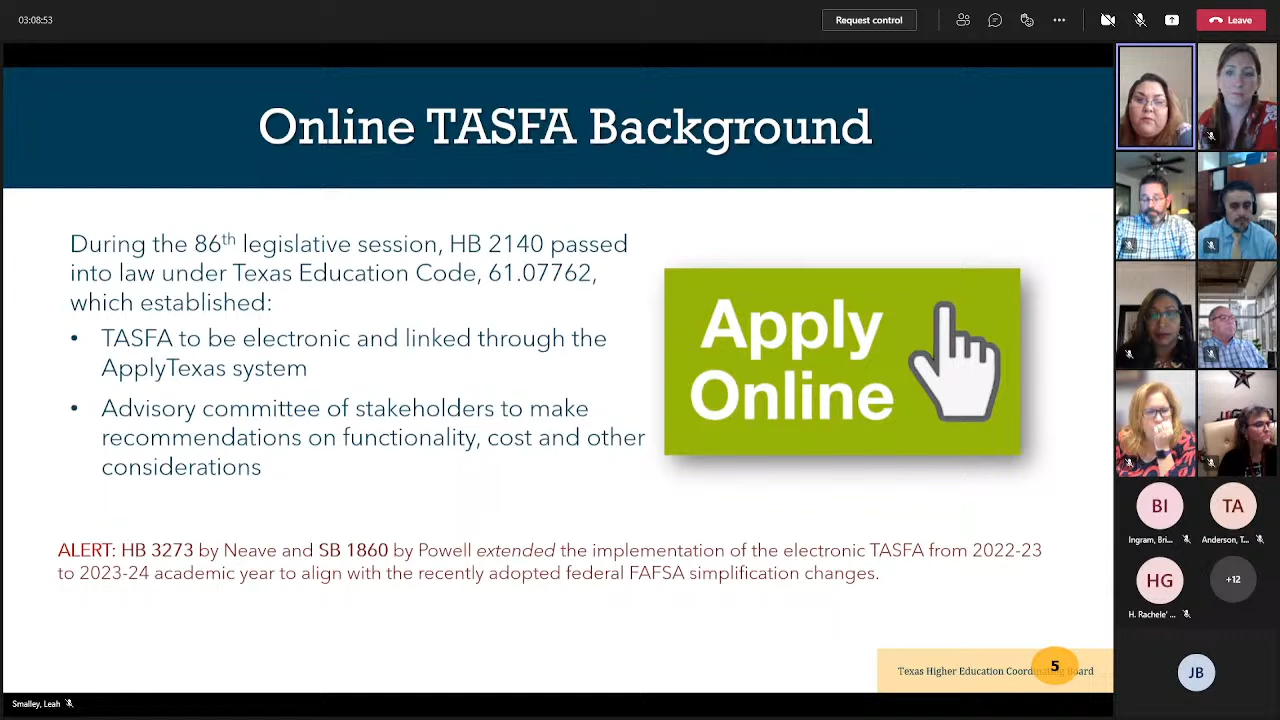 03:08:53
Request control
Leave
Online TASFA Background
During the 86th legislative session, HB 2140 passed
into law under Texas Education Code, 61.07762,
which established:
• TASFA to be electronic and linked through the
ApplyTexas system
• Advisory committee of stakeholders to make
recommendations on functionality, cost and other
considerations
Apply
Online
ALERT: HB 3273 by Neave and SB 1860 by Powell extended the implementation of the electronic TASFA from 2022-23
to 2023-24 academic year to align with the recently adopted federal FAFSA simplification changes.
Texas Higher Education Coordinating Board
5
BI
TA
Ingram, Bri...
Anderson, T...
HG
+12
H. Rachele' ...
JB
Smalley, Leah